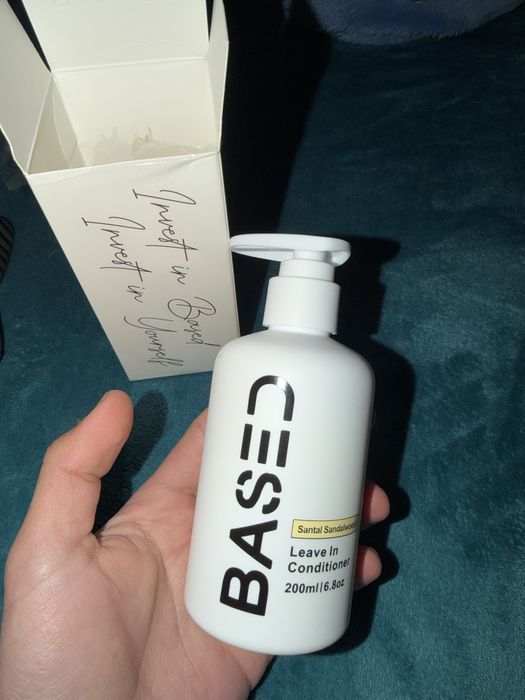 Invest in Based
Invest in Yourself
BASED
Santal Sandalwood
Leave In
Conditioner
200ml|6.8oz